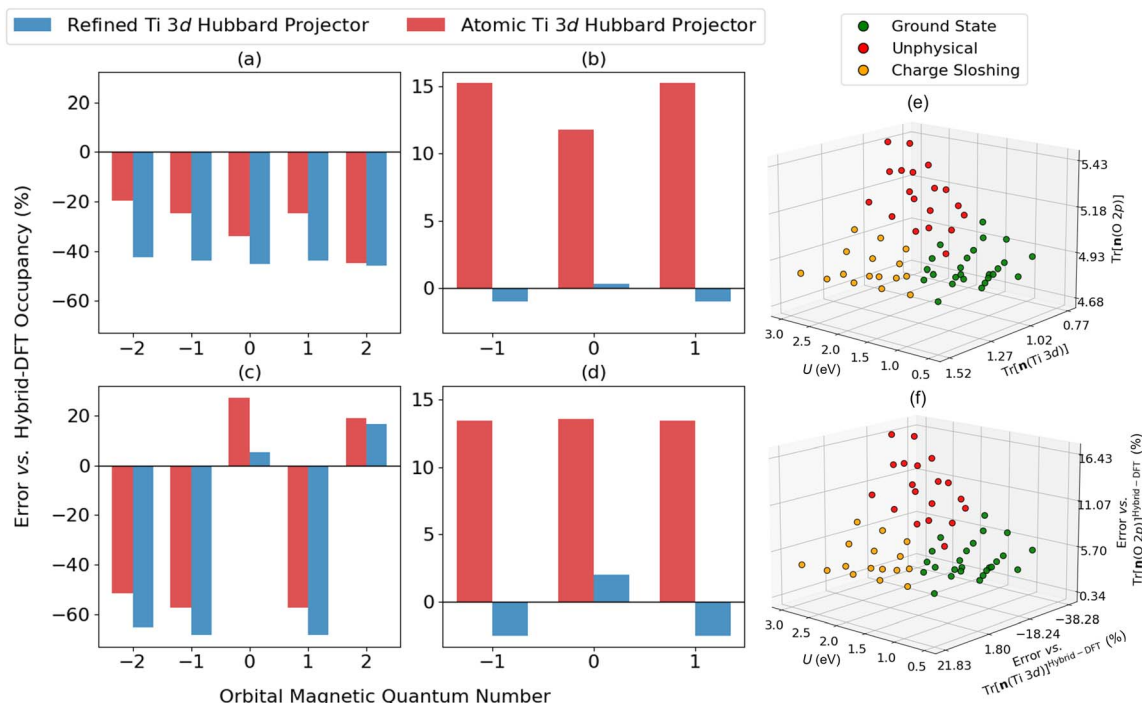 Refined Ti 3d Hubbard Projector
Atomic Ti 3d Hubbard Projector
Error vs. Hybrid-DFT Occupancy (%)
(a)
20
0
−20
−40
−60
−2 −1 0 1 2
(b)
15
10
5
0
−1 0 1
(c)
20
0
−20
−40
−60
−2 −1 0 1 2
(d)
15
10
5
0
−1 0 1
Orbital Magnetic Quantum Number
Ground State
Unphysical
Charge Sloshing
(e)
5.43
5.18
4.93
4.68
Tr[n(O 2p)]
3.0 2.5 2.0 1.5 1.0 0.5
U (eV)
1.52 1.27 1.02 0.77
Tr[n(Ti 3d)]
(f)
16.43
11.07
5.70
0.34
Error vs.
Tr[n(O 2p)]Hybrid−DFT (%)
3.0 2.5 2.0 1.5 1.0 0.5
U (eV)
21.83 1.80 −18.24 −38.28
Error vs.
Tr[n(Ti 3d)]Hybrid−DFT (%)